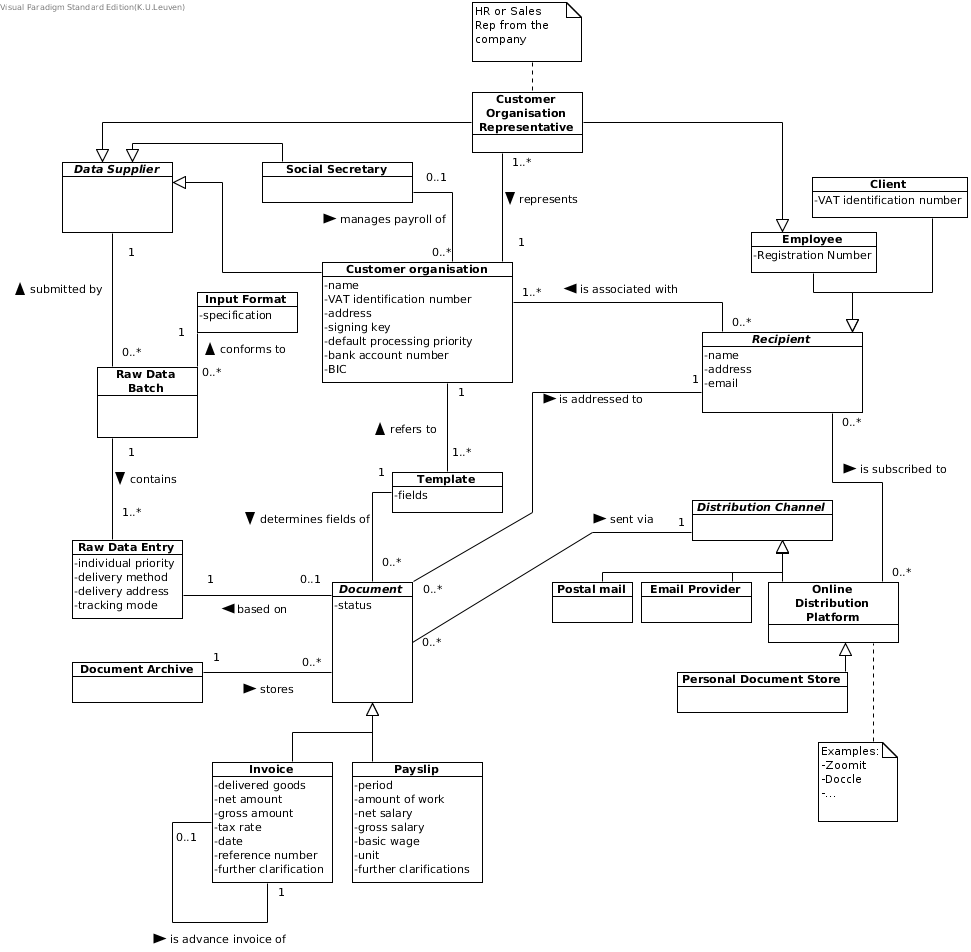 Visual Paradigm Standard Edition(K.U.Leuven)
HR or Sales
Rep from the
company
Customer
Organisation
Representative
Data Supplier
Social Secretary
0..1
1..*
Client
-VAT identification number
manages payroll of
represents
1
0..*
1
Employee
-Registration Number
submitted by
Customer organisation
-name
-VAT identification number
-address
-signing key
-default processing priority
-bank account number
-BIC
1..*
is associated with
0..*
Input Format
-specification
1
conforms to
0..*
0..*
Raw Data
Batch
Recipient
-name
-address
-email
1
is addressed to
1
refers to
1..*
0..*
is subscribed to
0..*
1
contains
1..*
1
Template
-fields
determines fields of
0..*
sent via
1
Distribution Channel
Raw Data Entry
-individual priority
-delivery method
-delivery address
-tracking mode
1
0..1
based on
Document
-status
0..*
0..*
Postal mail
Email Provider
Online
Distribution
Platform
Document Archive
1
0..*
stores
Personal Document Store
Examples:
-Zoomit
-Doccle
-...
Invoice
-delivered goods
-net amount
-gross amount
-tax rate
-date
-reference number
-further clarification
0..1
1
is advance invoice of
Payslip
-period
-amount of work
-net salary
-gross salary
-basic wage
-unit
-further clarifications